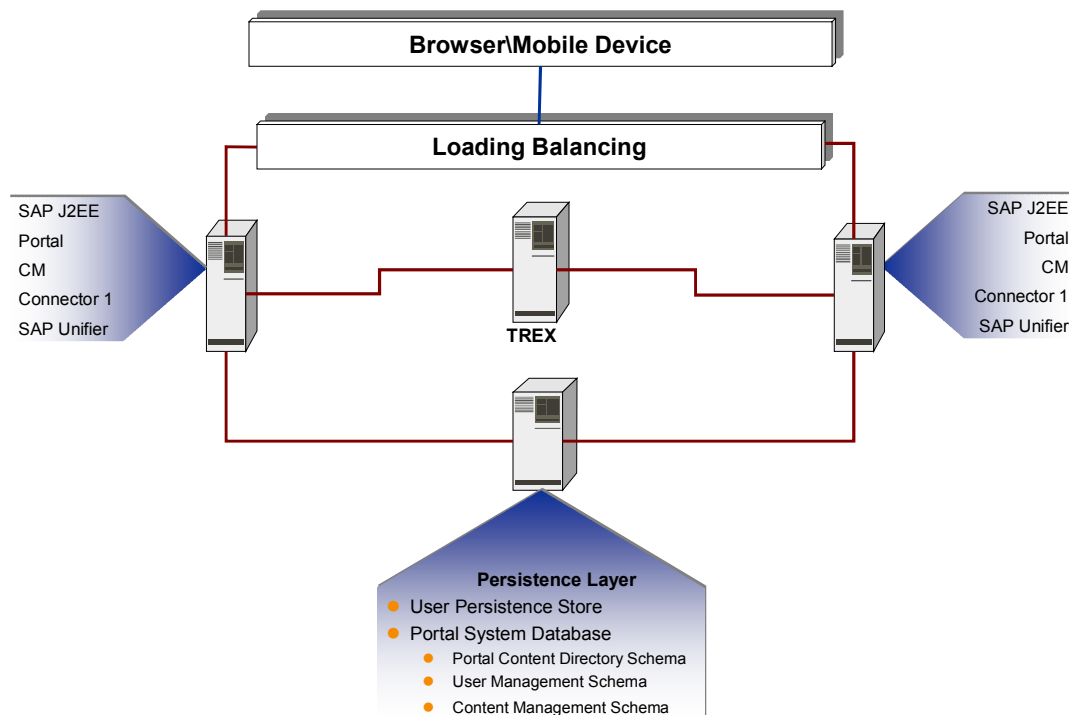 Browser\Mobile Device
Loading Balancing
SAP J2EE
Portal
CM
Connector 1
SAP Unifier
TREX
SAP J2EE
Portal
CM
Connector 1
SAP Unifier
Persistence Layer
User Persistence Store
Portal System Database
Portal Content Directory Schema
User Management Schema
Content Management Schema